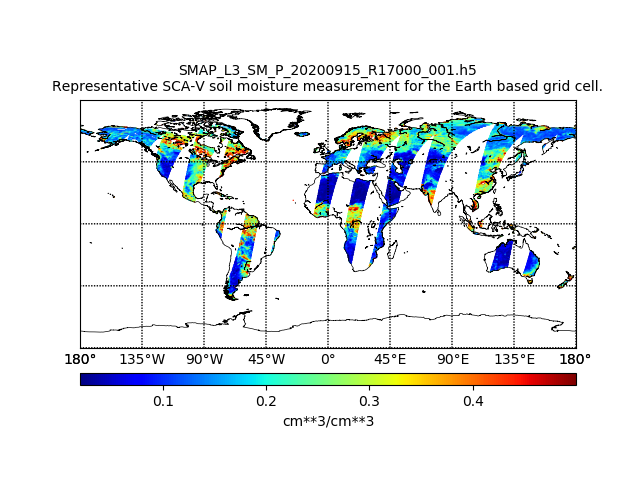 SMAP_L3_SM_P_20200915_R17000_001.h5
Representative SCA-V soil moisture measurement for the Earth based grid cell.
180° 135°W 90°W 45°W 0° 45°E 90°E 135°E 180°
0.1 0.2 0.3 0.4
cm**3/cm**3